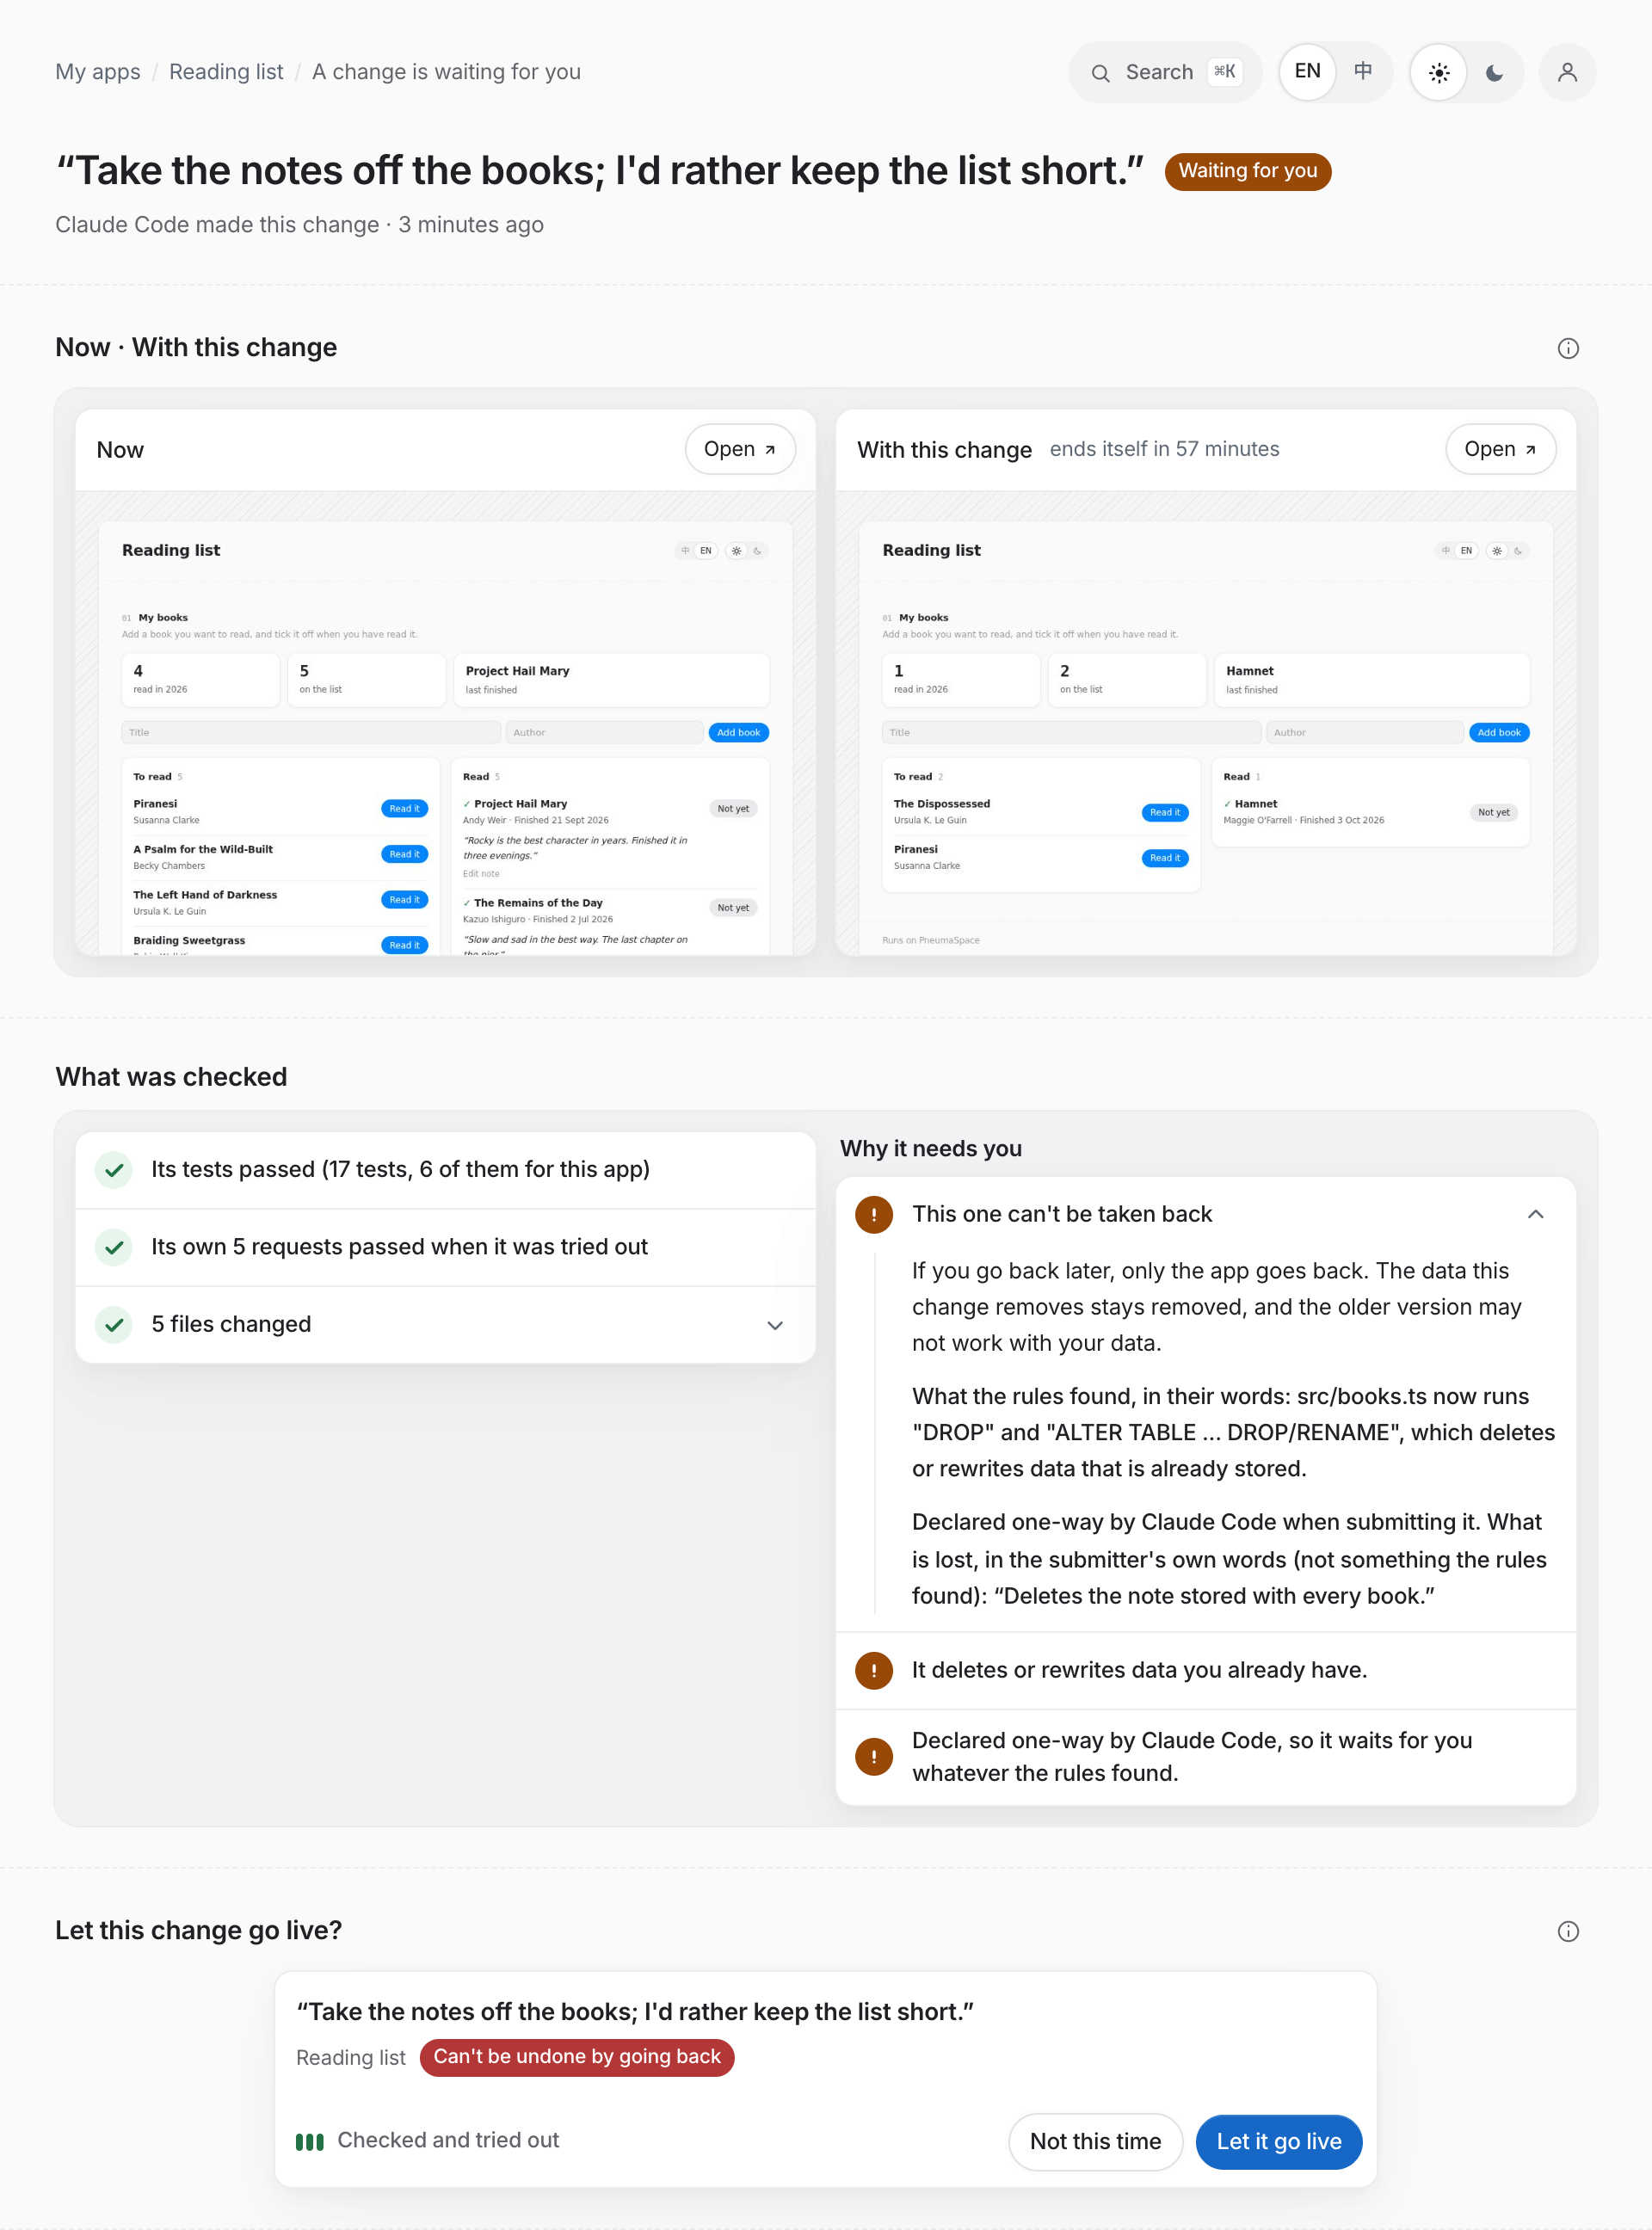 My apps / Reading list / A change is waiting for you
Search ⌘K
EN 中
“Take the notes off the books; I'd rather keep the list short.” Waiting for you
Claude Code made this change · 3 minutes ago
Now · With this change
Now
Open
Reading list
中 EN
01 My books
Add a book you want to read, and tick it off when you have read it.
4
read in 2026
5
on the list
Project Hail Mary
last finished
Title
Author
Add book
To read 5
Piranesi
Susanna Clarke
Read it
A Psalm for the Wild-Built
Becky Chambers
Read it
The Left Hand of Darkness
Ursula K. Le Guin
Read it
Braiding Sweetgrass
Read it
Read 5
✓ Project Hail Mary
Andy Weir · Finished 21 Sept 2026
Not yet
“Rocky is the best character in years. Finished it in
three evenings.”
Edit note
✓ The Remains of the Day
Kazuo Ishiguro · Finished 2 Jul 2026
Not yet
“Slow and sad in the best way. The last chapter on
the pier.”
With this change ends itself in 57 minutes
Open
Reading list
中 EN
01 My books
Add a book you want to read, and tick it off when you have read it.
1
read in 2026
2
on the list
Hamnet
last finished
Title
Author
Add book
To read 2
The Dispossessed
Ursula K. Le Guin
Read it
Piranesi
Susanna Clarke
Read it
Read 1
✓ Hamnet
Maggie O'Farrell · Finished 3 Oct 2026
Not yet
Runs on PneumaSpace
What was checked
Its tests passed (17 tests, 6 of them for this app)
Its own 5 requests passed when it was tried out
5 files changed
Why it needs you
This one can't be taken back
If you go back later, only the app goes back. The data this
change removes stays removed, and the older version may
not work with your data.
What the rules found, in their words: src/books.ts now runs
"DROP" and "ALTER TABLE … DROP/RENAME", which deletes
or rewrites data that is already stored.
Declared one-way by Claude Code when submitting it. What
is lost, in the submitter's own words (not something the rules
found): “Deletes the note stored with every book.”
It deletes or rewrites data you already have.
Declared one-way by Claude Code, so it waits for you
whatever the rules found.
Let this change go live?
“Take the notes off the books; I'd rather keep the list short.”
Reading list Can't be undone by going back
Checked and tried out
Not this time
Let it go live